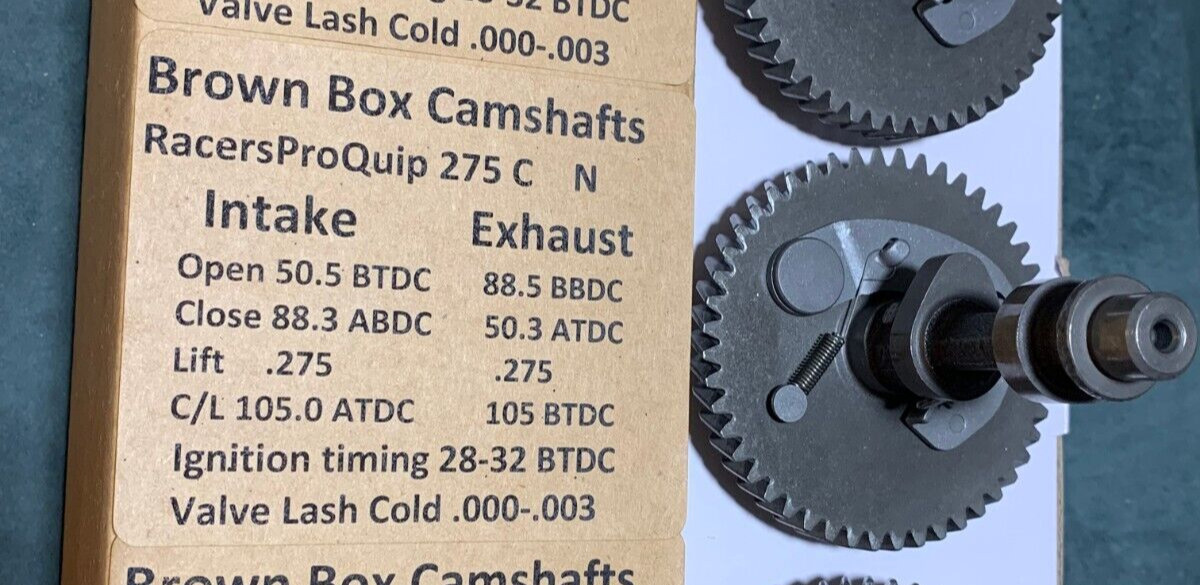 32 BTDC
Valve Lash Cold .000-.003
Brown Box Camshafts
RacersProQuip 275 C N
Intake Exhaust
Open 50.5 BTDC 88.5 BBDC
Close 88.3 ABDC 50.3 ATDC
Lift .275 .275
C/L 105.0 ATDC 105 BTDC
Ignition timing 28-32 BTDC
Valve Lash Cold .000-.003
Brown Box Camshafts